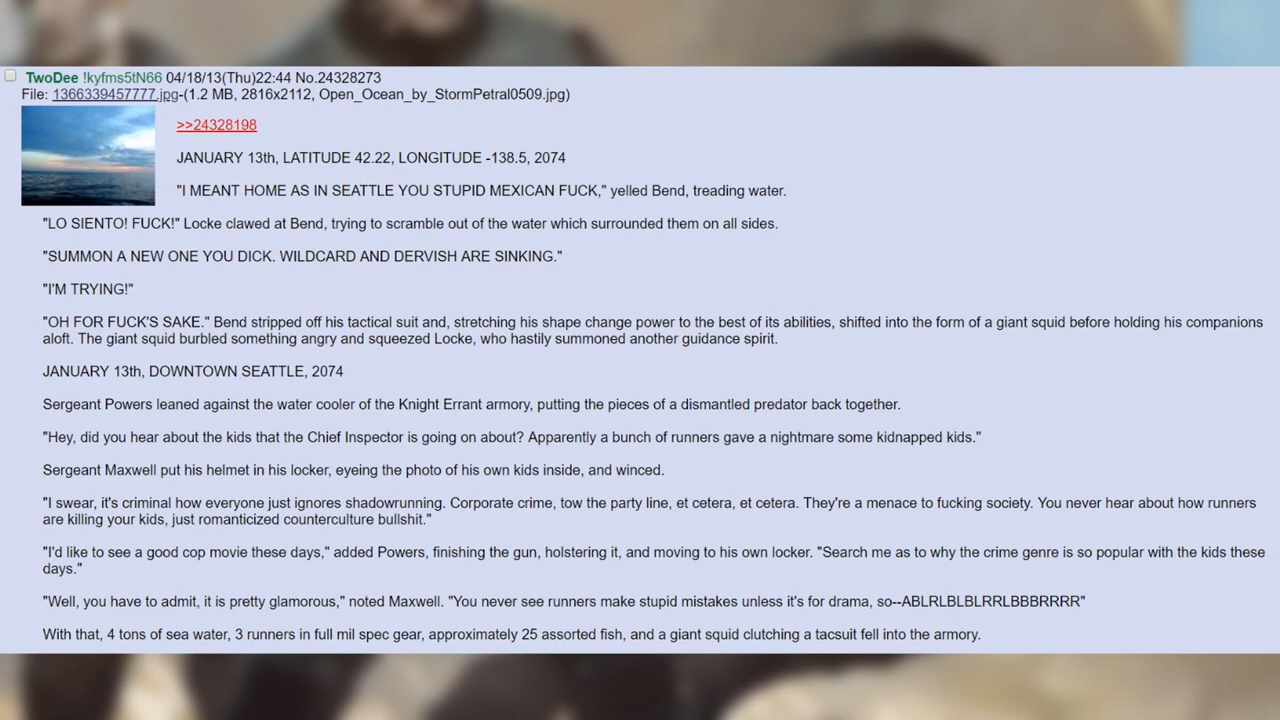 TwoDee !kyfms5tN66 04/18/13(Thu)22:44 No.24328273
File: 1366339457777.jpg-(1.2 MB, 2816x2112, Open_Ocean_by_StormPetral0509.jpg)
>>24328198
JANUARY 13th, LATITUDE 42.22, LONGITUDE -138.5, 2074
"I MEANT HOME AS IN SEATTLE YOU STUPID MEXICAN FUCK," yelled Bend, treading water.
"LO SIENTO! FUCK!" Locke clawed at Bend, trying to scramble out of the water which surrounded them on all sides.
"SUMMON A NEW ONE YOU DICK. WILDCARD AND DERVISH ARE SINKING."
"I'M TRYING!"
"OH FOR FUCK'S SAKE." Bend stripped off his tactical suit and, stretching his shape change power to the best of its abilities, shifted into the form of a giant squid before holding his companions
aloft. The giant squid burbled something angry and squeezed Locke, who hastily summoned another guidance spirit.
JANUARY 13th, DOWNTOWN SEATTLE, 2074
Sergeant Powers leaned against the water cooler of the Knight Errant armory, putting the pieces of a dismantled predator back together.
"Hey, did you hear about the kids that the Chief Inspector is going on about? Apparently a bunch of runners gave a nightmare some kidnapped kids."
Sergeant Maxwell put his helmet in his locker, eyeing the photo of his own kids inside, and winced.
"I swear, it's criminal how everyone just ignores shadowrunning. Corporate crime, tow the party line, et cetera, et cetera. They're a menace to fucking society. You never hear about how runners
are killing your kids, just romanticized counterculture bullshit."
"I'd like to see a good cop movie these days," added Powers, finishing the gun, holstering it, and moving to his own locker. "Search me as to why the crime genre is so popular with the kids these
days."
"Well, you have to admit, it is pretty glamorous," noted Maxwell. "You never see runners make stupid mistakes unless it's for drama, so--ABLRLBLBLRRLBBBRRRR"
With that, 4 tons of sea water, 3 runners in full mil spec gear, approximately 25 assorted fish, and a giant squid clutching a tacsuit fell into the armory.